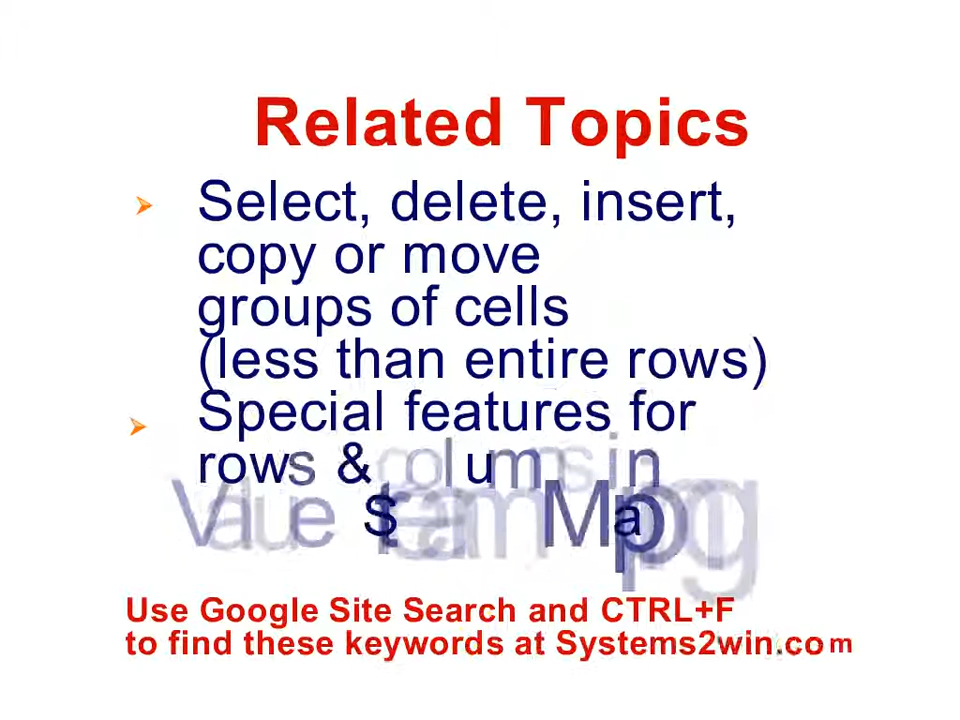 Related Topics
Select, delete, insert,
copy or move
groups of cells
(less than entire rows)
Special features for
rows & columns in
Value Stream Mapping
Use Google Site Search and CTRL+F
to find these keywords at Systems2win.com